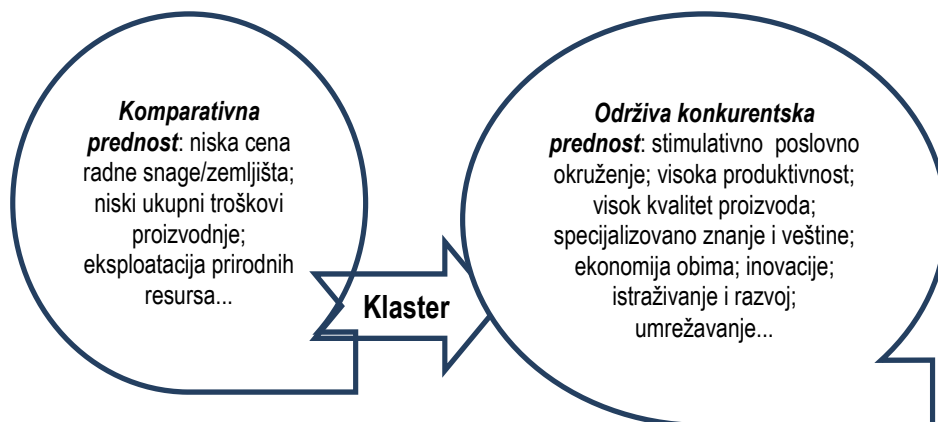 Komparativna
prednost: niska cena
radne snage/zemljišta;
niski ukupni troškovi
proizvodnje;
eksploatacija prirodnih
resursa...
Klaster
Održiva konkurentska
prednost: stimulativno poslovno
okruženje; visoka produktivnost;
visok kvalitet proizvoda;
specijalizovano znanje i veštine;
ekonomija obima; inovacije;
istraživanje i razvoj;
umrežavanje...